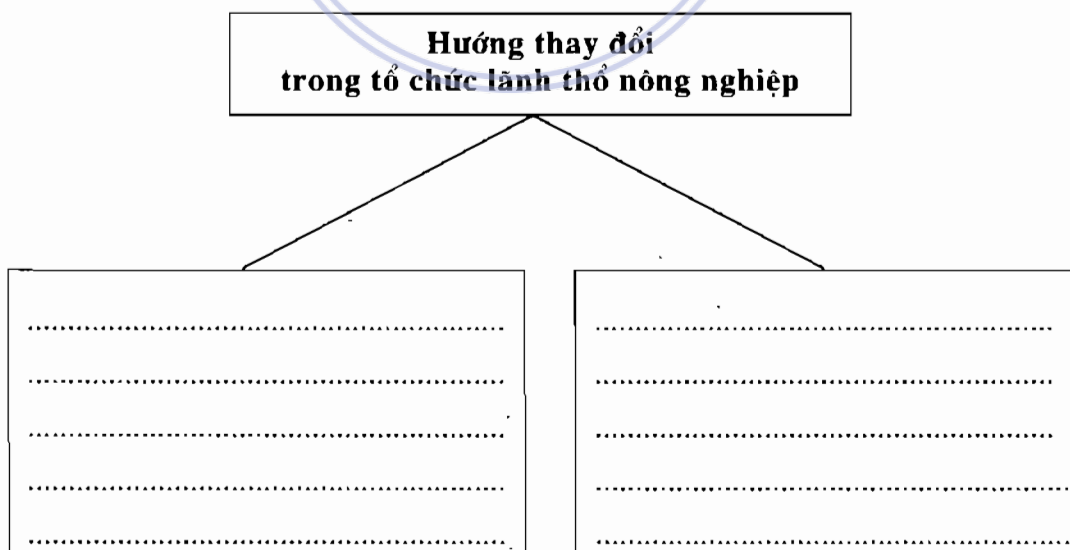 Hướng thay đổi
trong tổ chức lãnh thổ nông nghiệp